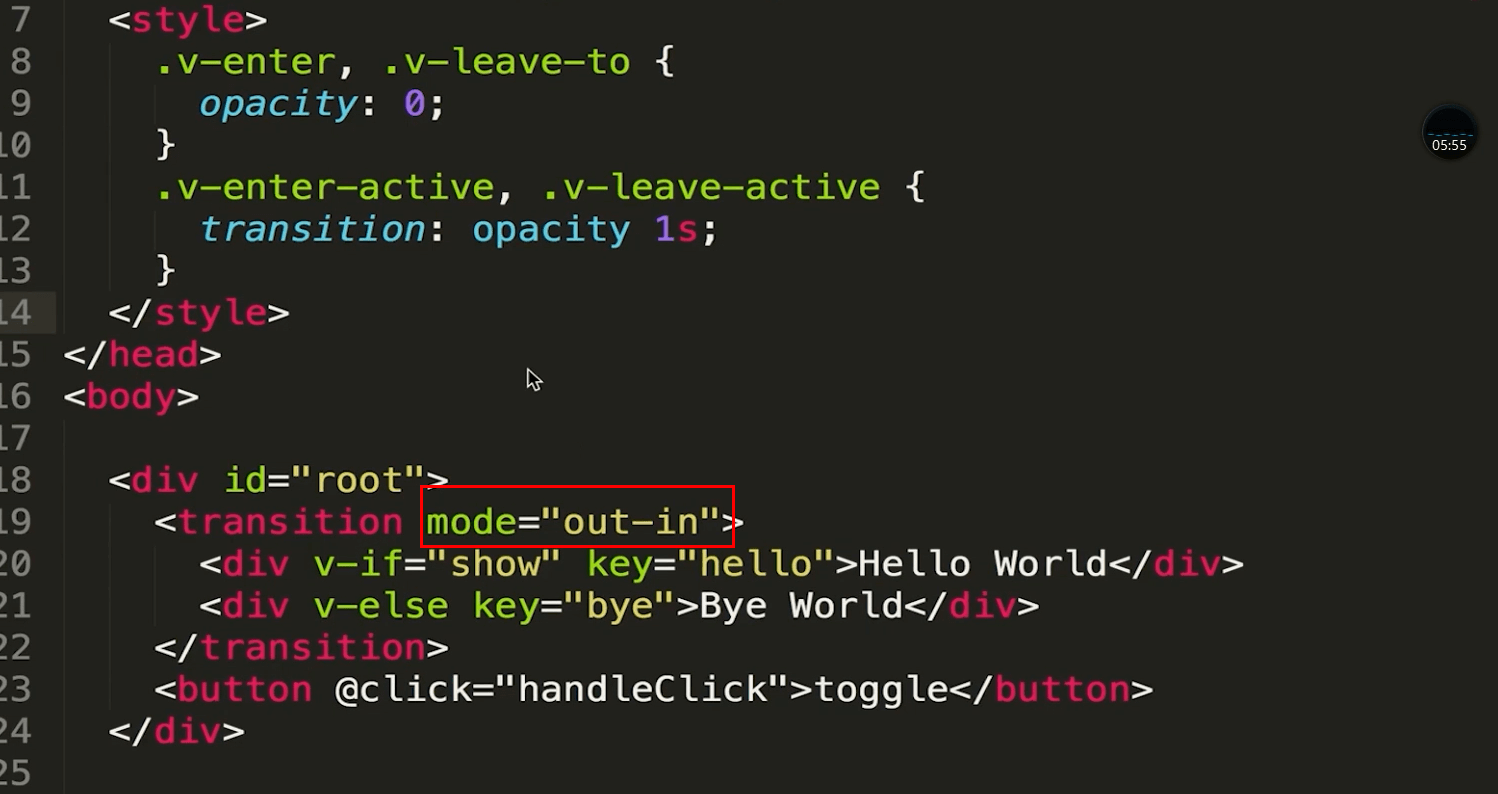 7 <style>
8 .v-enter, .v-leave-to {
9 opacity: 0;
10 }
11 .v-enter-active, .v-leave-active {
12 transition: opacity 1s;
13 }
14 </style>
15 </head>
16 <body>
17
18 <div id="root">
19 <transition mode="out-in">
20 <div v-if="show" key="hello">Hello World</div>
21 <div v-else key="bye">Bye World</div>
22 </transition>
23 <button @click="handleClick">toggle</button>
24 </div>
25
05:55